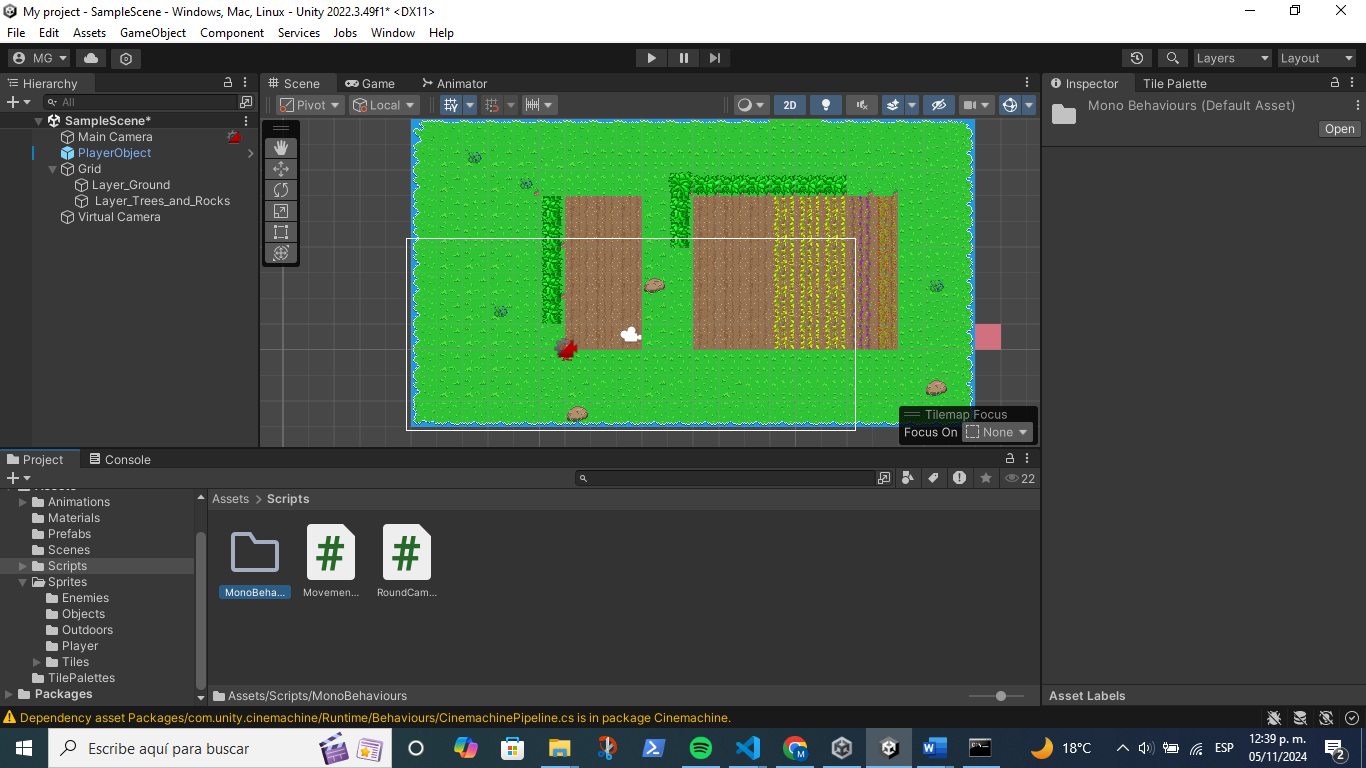 My project - SampleScene - Windows, Mac, Linux - Unity 2022.3.49f1* <DX11>
File Edit Assets GameObject Component Services Jobs Window Help
MG Layers Layout
Hierarchy
All
SampleScene*
Main Camera
PlayerObject
Grid
Layer_Ground
Layer_Trees_and_Rocks
Virtual Camera
Scene Game Animator
Pivot Local 2D
Tilemap Focus
Focus On None
Inspector Tile Palette
Mono Behaviours (Default Asset)
Open
Asset Labels
Project Console
22
Animations
Materials
Prefabs
Scenes
Scripts
Sprites
Enemies
Objects
Outdoors
Player
Tiles
TilePalettes
Packages
Assets > Scripts
MonoBeha... Movemen... RoundCam...
Assets/Scripts/MonoBehaviours
Dependency asset Packages/com.unity.cinemachine/Runtime/Behaviours/CinemachinePipeline.cs is in package Cinemachine.
Escribe aquí para buscar
18°C
ESP
12:39 p. m.
05/11/2024
2